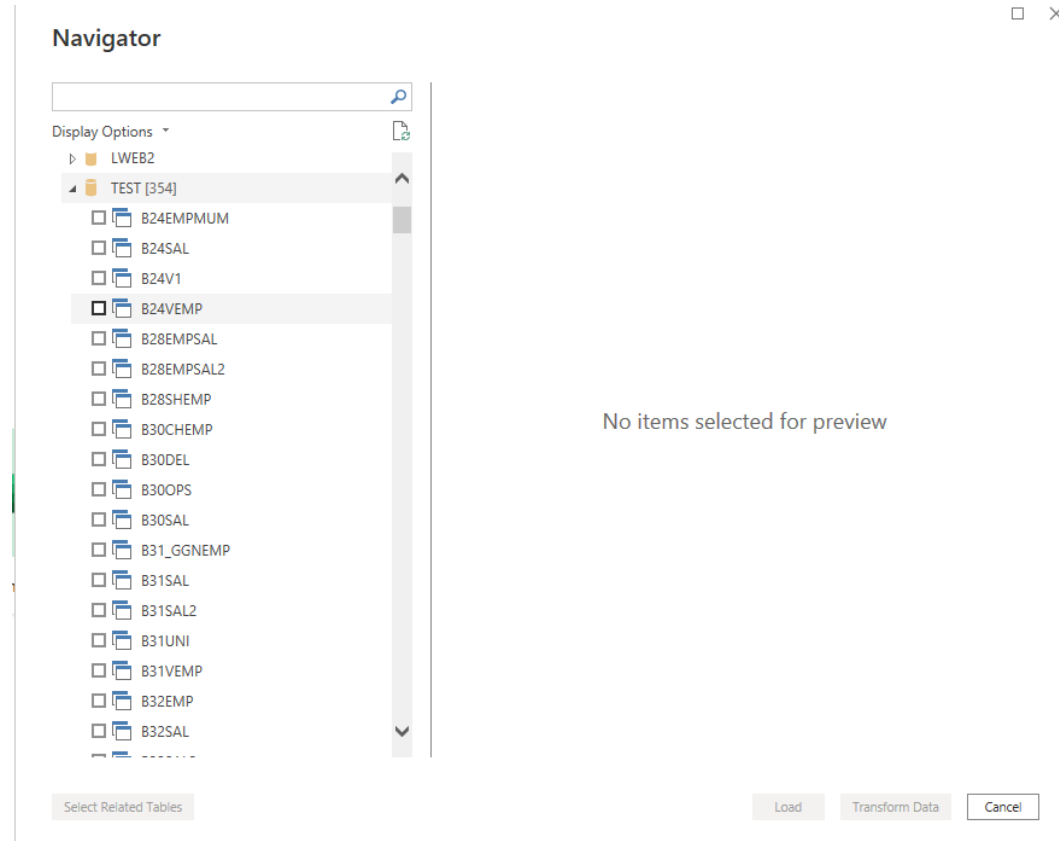 Navigator
Display Options
LWEB2
TEST [354]
B24EMPMUM
B24SAL
B24V1
B24VEMP
B28EMPSAL
B28EMPSAL2
B28SHEMP
B30CHEMP
B30DEL
B30OPS
B30SAL
B31_GGNEMP
B31SAL
B31SAL2
B31UNI
B31VEMP
B32EMP
B32SAL
No items selected for preview
Select Related Tables
Load
Transform Data
Cancel